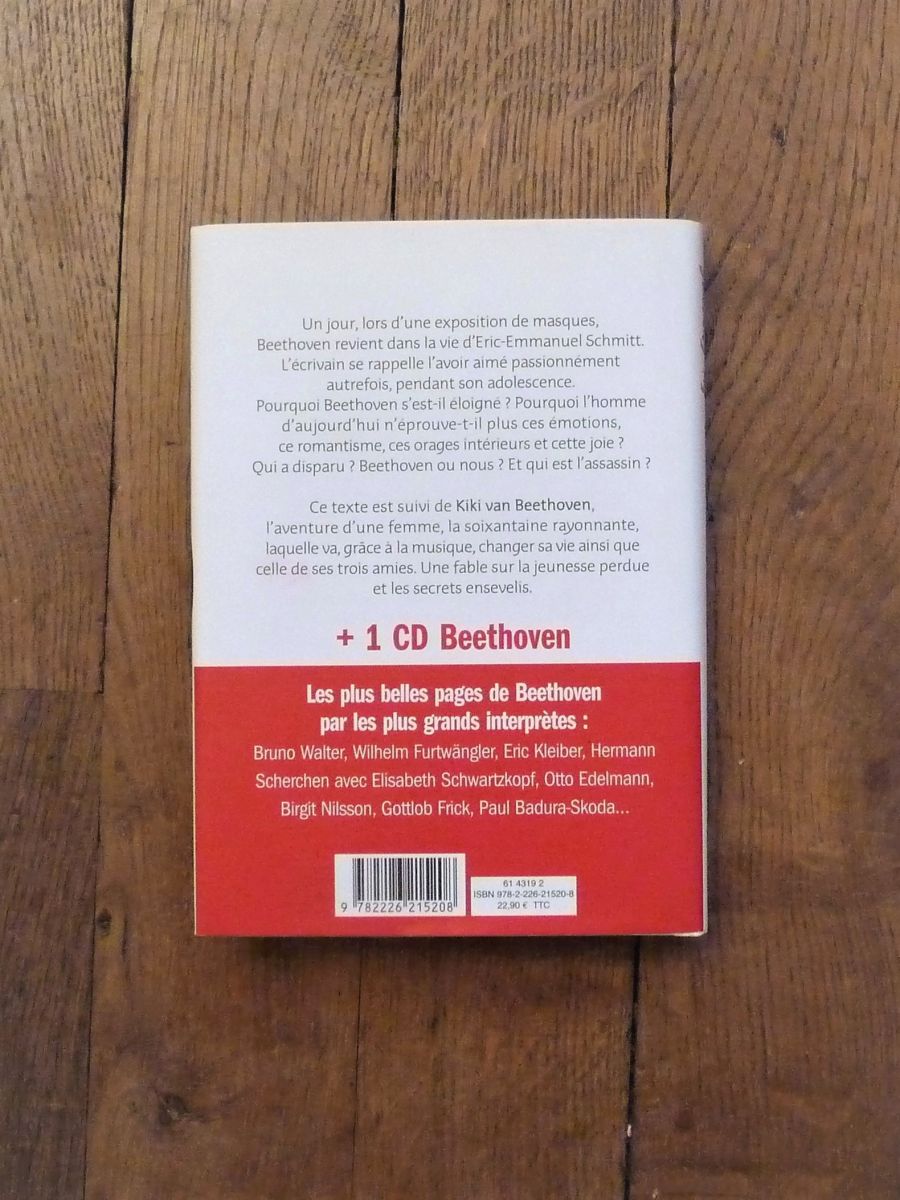 Un jour, lors d'une exposition de masques,
Beethoven revient dans la vie d'Eric-Emmanuel Schmitt.
L'écrivain se rappelle l'avoir aimé passionnément
autrefois, pendant son adolescence.
Pourquoi Beethoven s'est-il éloigné ? Pourquoi l'homme
d'aujourd'hui n'éprouve-t-il plus ces émotions,
ce romantisme, ces orages intérieurs et cette joie ?
Qui a disparu ? Beethoven ou nous ? Et qui est l'assassin ?
Ce texte est suivi de Kiki van Beethoven,
l'aventure d'une femme, la soixantaine rayonnante,
laquelle va, grâce à la musique, changer sa vie ainsi que
celle de ses trois amies. Une fable sur la jeunesse perdue
et les secrets ensevelis.
+ 1 CD Beethoven
Les plus belles pages de Beethoven
par les plus grands interprètes :
Bruno Walter, Wilhelm Furtwängler, Eric Kleiber, Hermann
Scherchen avec Elisabeth Schwartzkopf, Otto Edelmann,
Birgit Nilsson, Gottlob Frick, Paul Badura-Skoda...
9 782226 215208
61 4319 2
ISBN 978-2-226-21520-8
22,90 € TTC